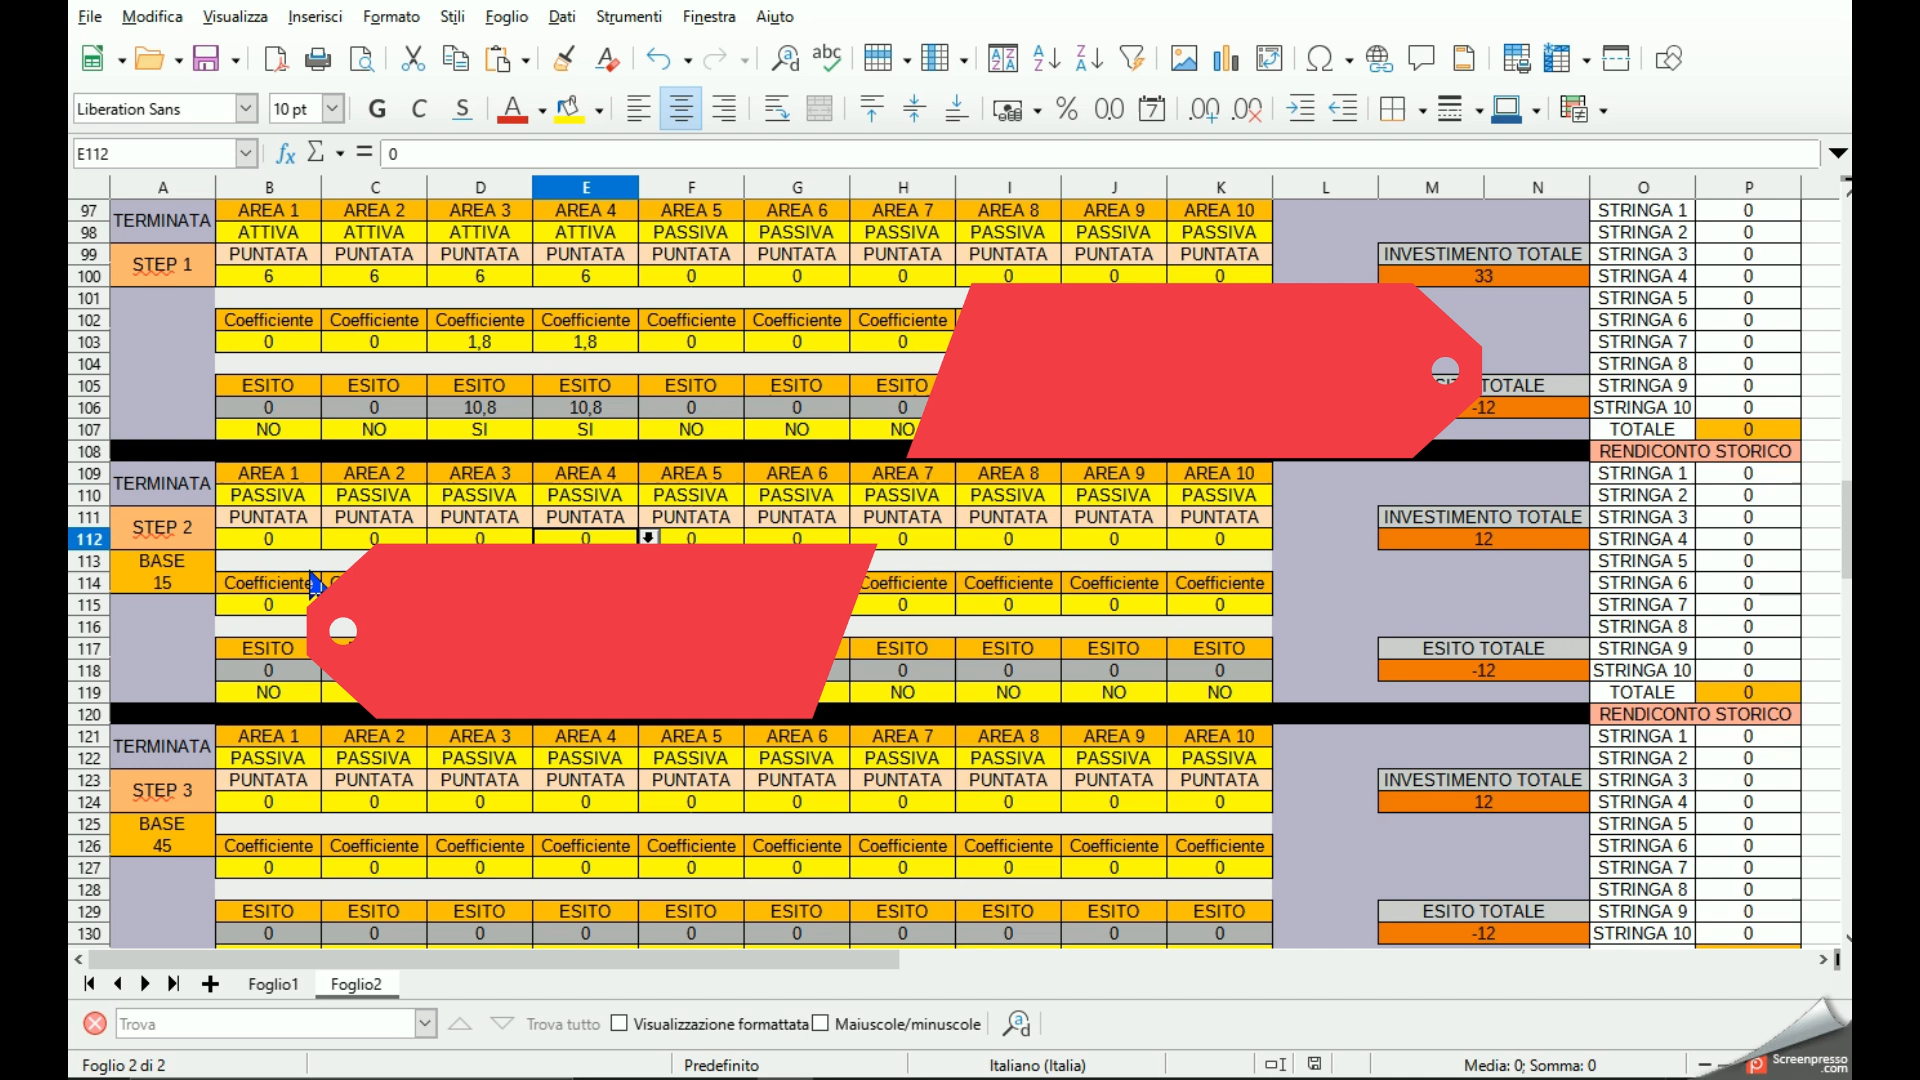 File Modifica Visualizza Inserisci Formato Stili Foglio Dati Strumenti Finestra Aiuto
Liberation Sans 10 pt G C S
E112 0
A B C D E F G H I J K L M N O P
97 TERMINATA AREA 1 AREA 2 AREA 3 AREA 4 AREA 5 AREA 6 AREA 7 AREA 8 AREA 9 AREA 10 STRINGA 1 0
98 ATTIVA ATTIVA ATTIVA ATTIVA PASSIVA PASSIVA PASSIVA PASSIVA PASSIVA PASSIVA STRINGA 2 0
99 STEP 1 PUNTATA PUNTATA PUNTATA PUNTATA PUNTATA PUNTATA PUNTATA PUNTATA PUNTATA PUNTATA INVESTIMENTO TOTALE STRINGA 3 0
100 6 6 6 6 0 0 0 0 0 0 33 STRINGA 4 0
101 STRINGA 5 0
102 Coefficiente Coefficiente Coefficiente Coefficiente Coefficiente Coefficiente Coefficiente STRINGA 6 0
103 0 0 1,8 1,8 0 0 0 STRINGA 7 0
104 STRINGA 8 0
105 ESITO ESITO ESITO ESITO ESITO ESITO ESITO TOTALE STRINGA 9 0
106 0 0 10,8 10,8 0 0 0 -12 STRINGA 10 0
107 NO NO SI SI NO NO NO TOTALE 0
108 RENDICONTO STORICO
109 TERMINATA AREA 1 AREA 2 AREA 3 AREA 4 AREA 5 AREA 6 AREA 7 AREA 8 AREA 9 AREA 10 STRINGA 1 0
110 PASSIVA PASSIVA PASSIVA PASSIVA PASSIVA PASSIVA PASSIVA PASSIVA PASSIVA PASSIVA STRINGA 2 0
111 STEP 2 PUNTATA PUNTATA PUNTATA PUNTATA PUNTATA PUNTATA PUNTATA PUNTATA PUNTATA PUNTATA INVESTIMENTO TOTALE STRINGA 3 0
112 0 0 0 0 0 0 0 0 0 0 12 STRINGA 4 0
113 BASE STRINGA 5 0
114 15 Coefficiente Coefficiente Coefficiente Coefficiente Coefficiente STRINGA 6 0
115 0 0 0 0 0 STRINGA 7 0
116 STRINGA 8 0
117 ESITO ESITO ESITO ESITO ESITO ESITO TOTALE STRINGA 9 0
118 0 0 0 0 0 -12 STRINGA 10 0
119 NO NO NO NO NO TOTALE 0
120 RENDICONTO STORICO
121 TERMINATA AREA 1 AREA 2 AREA 3 AREA 4 AREA 5 AREA 6 AREA 7 AREA 8 AREA 9 AREA 10 STRINGA 1 0
122 PASSIVA PASSIVA PASSIVA PASSIVA PASSIVA PASSIVA PASSIVA PASSIVA PASSIVA PASSIVA STRINGA 2 0
123 STEP 3 PUNTATA PUNTATA PUNTATA PUNTATA PUNTATA PUNTATA PUNTATA PUNTATA PUNTATA PUNTATA INVESTIMENTO TOTALE STRINGA 3 0
124 0 0 0 0 0 0 0 0 0 0 12 STRINGA 4 0
125 BASE STRINGA 5 0
126 45 Coefficiente Coefficiente Coefficiente Coefficiente Coefficiente Coefficiente Coefficiente Coefficiente Coefficiente Coefficiente STRINGA 6 0
127 0 0 0 0 0 0 0 0 0 0 STRINGA 7 0
128 STRINGA 8 0
129 ESITO ESITO ESITO ESITO ESITO ESITO ESITO ESITO ESITO ESITO ESITO TOTALE STRINGA 9 0
130 0 0 0 0 0 0 0 0 0 0 -12 STRINGA 10 0
Foglio1 Foglio2
Trova Trova tutto Visualizzazione formattata Maiuscole/minuscole
Foglio 2 di 2 Predefinito Italiano (Italia) Media: 0; Somma: 0
Screenpresso
.com